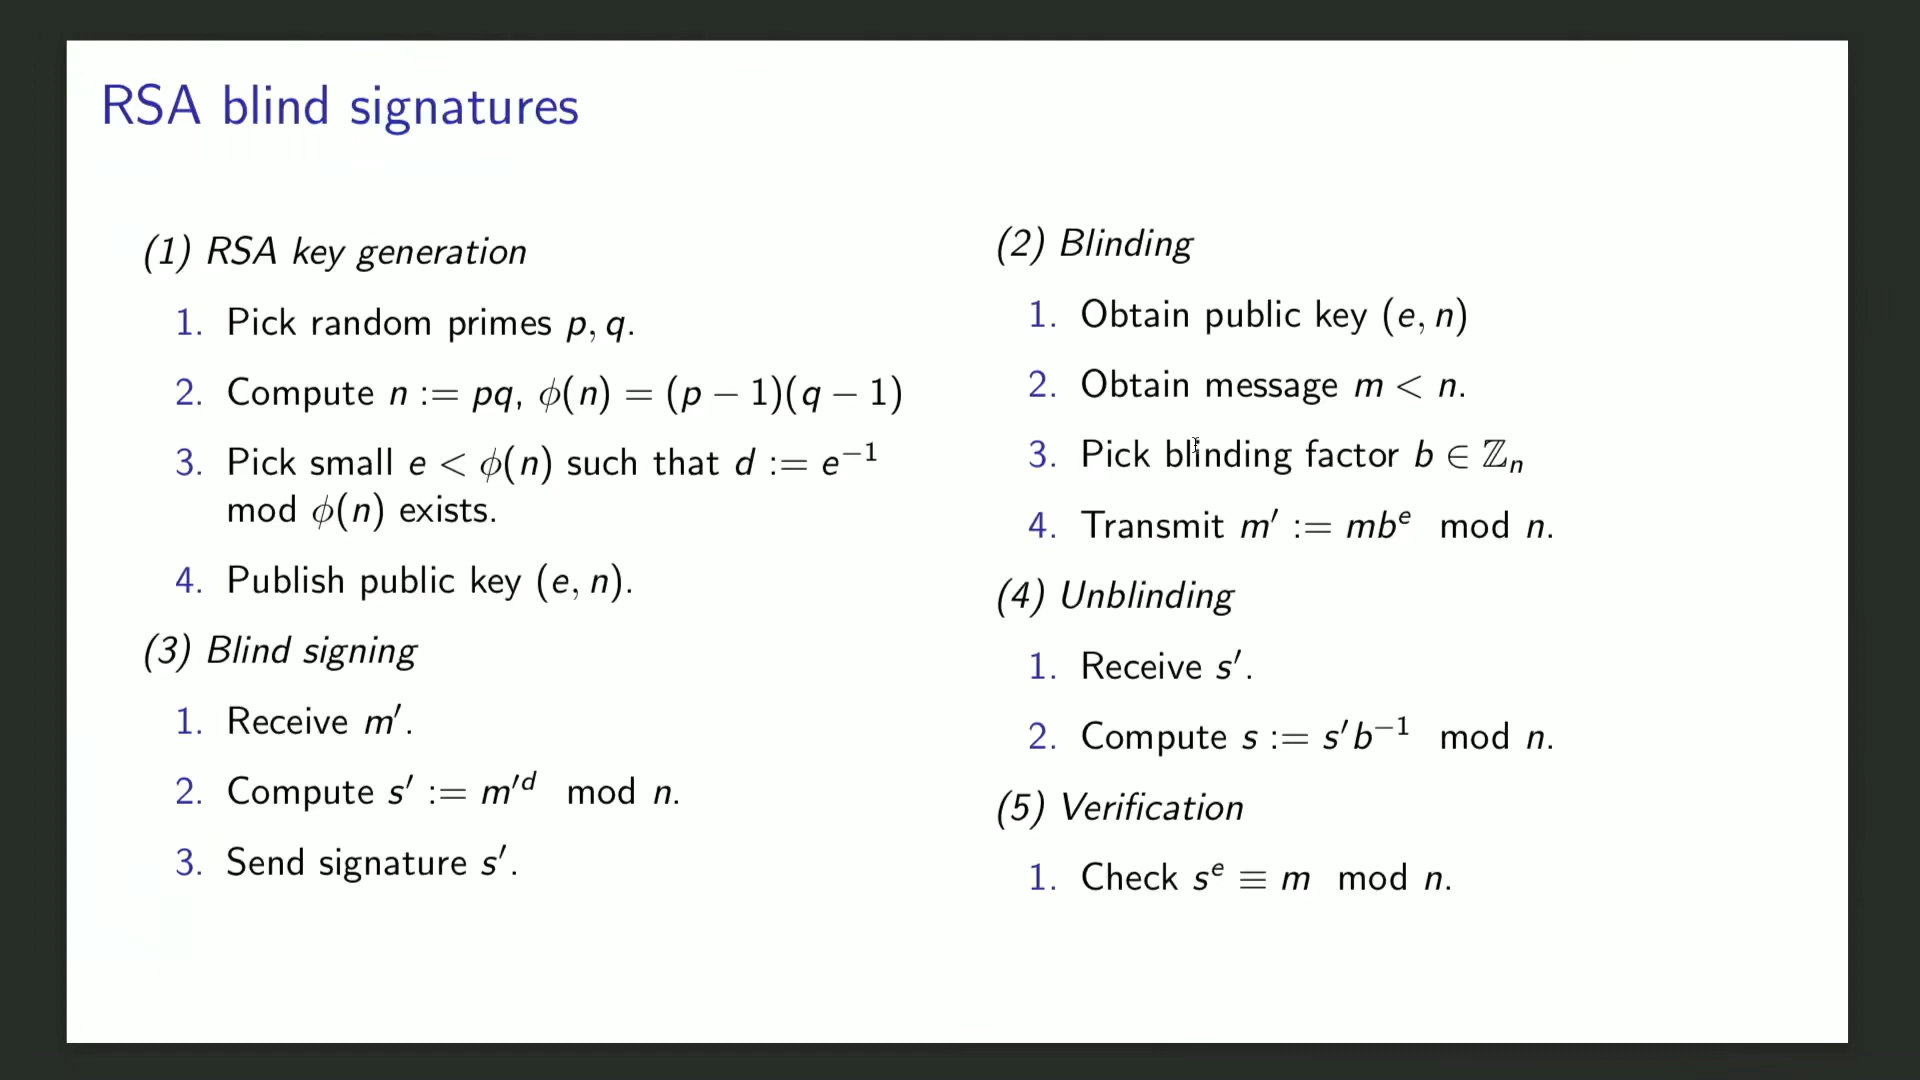 RSA blind signatures
(1) RSA key generation
1. Pick random primes p, q.
2. Compute n := pq, ϕ(n) = (p − 1)(q − 1)
3. Pick small e < ϕ(n) such that d := e⁻¹
mod ϕ(n) exists.
4. Publish public key (e, n).
(3) Blind signing
1. Receive m′.
2. Compute s′ := m′ᵈ mod n.
3. Send signature s′.
(2) Blinding
1. Obtain public key (e, n)
2. Obtain message m < n.
3. Pick blinding factor b ∈ ℤₙ
4. Transmit m′ := mbᵉ mod n.
(4) Unblinding
1. Receive s′.
2. Compute s := s′b⁻¹ mod n.
(5) Verification
1. Check sᵉ ≡ m mod n.